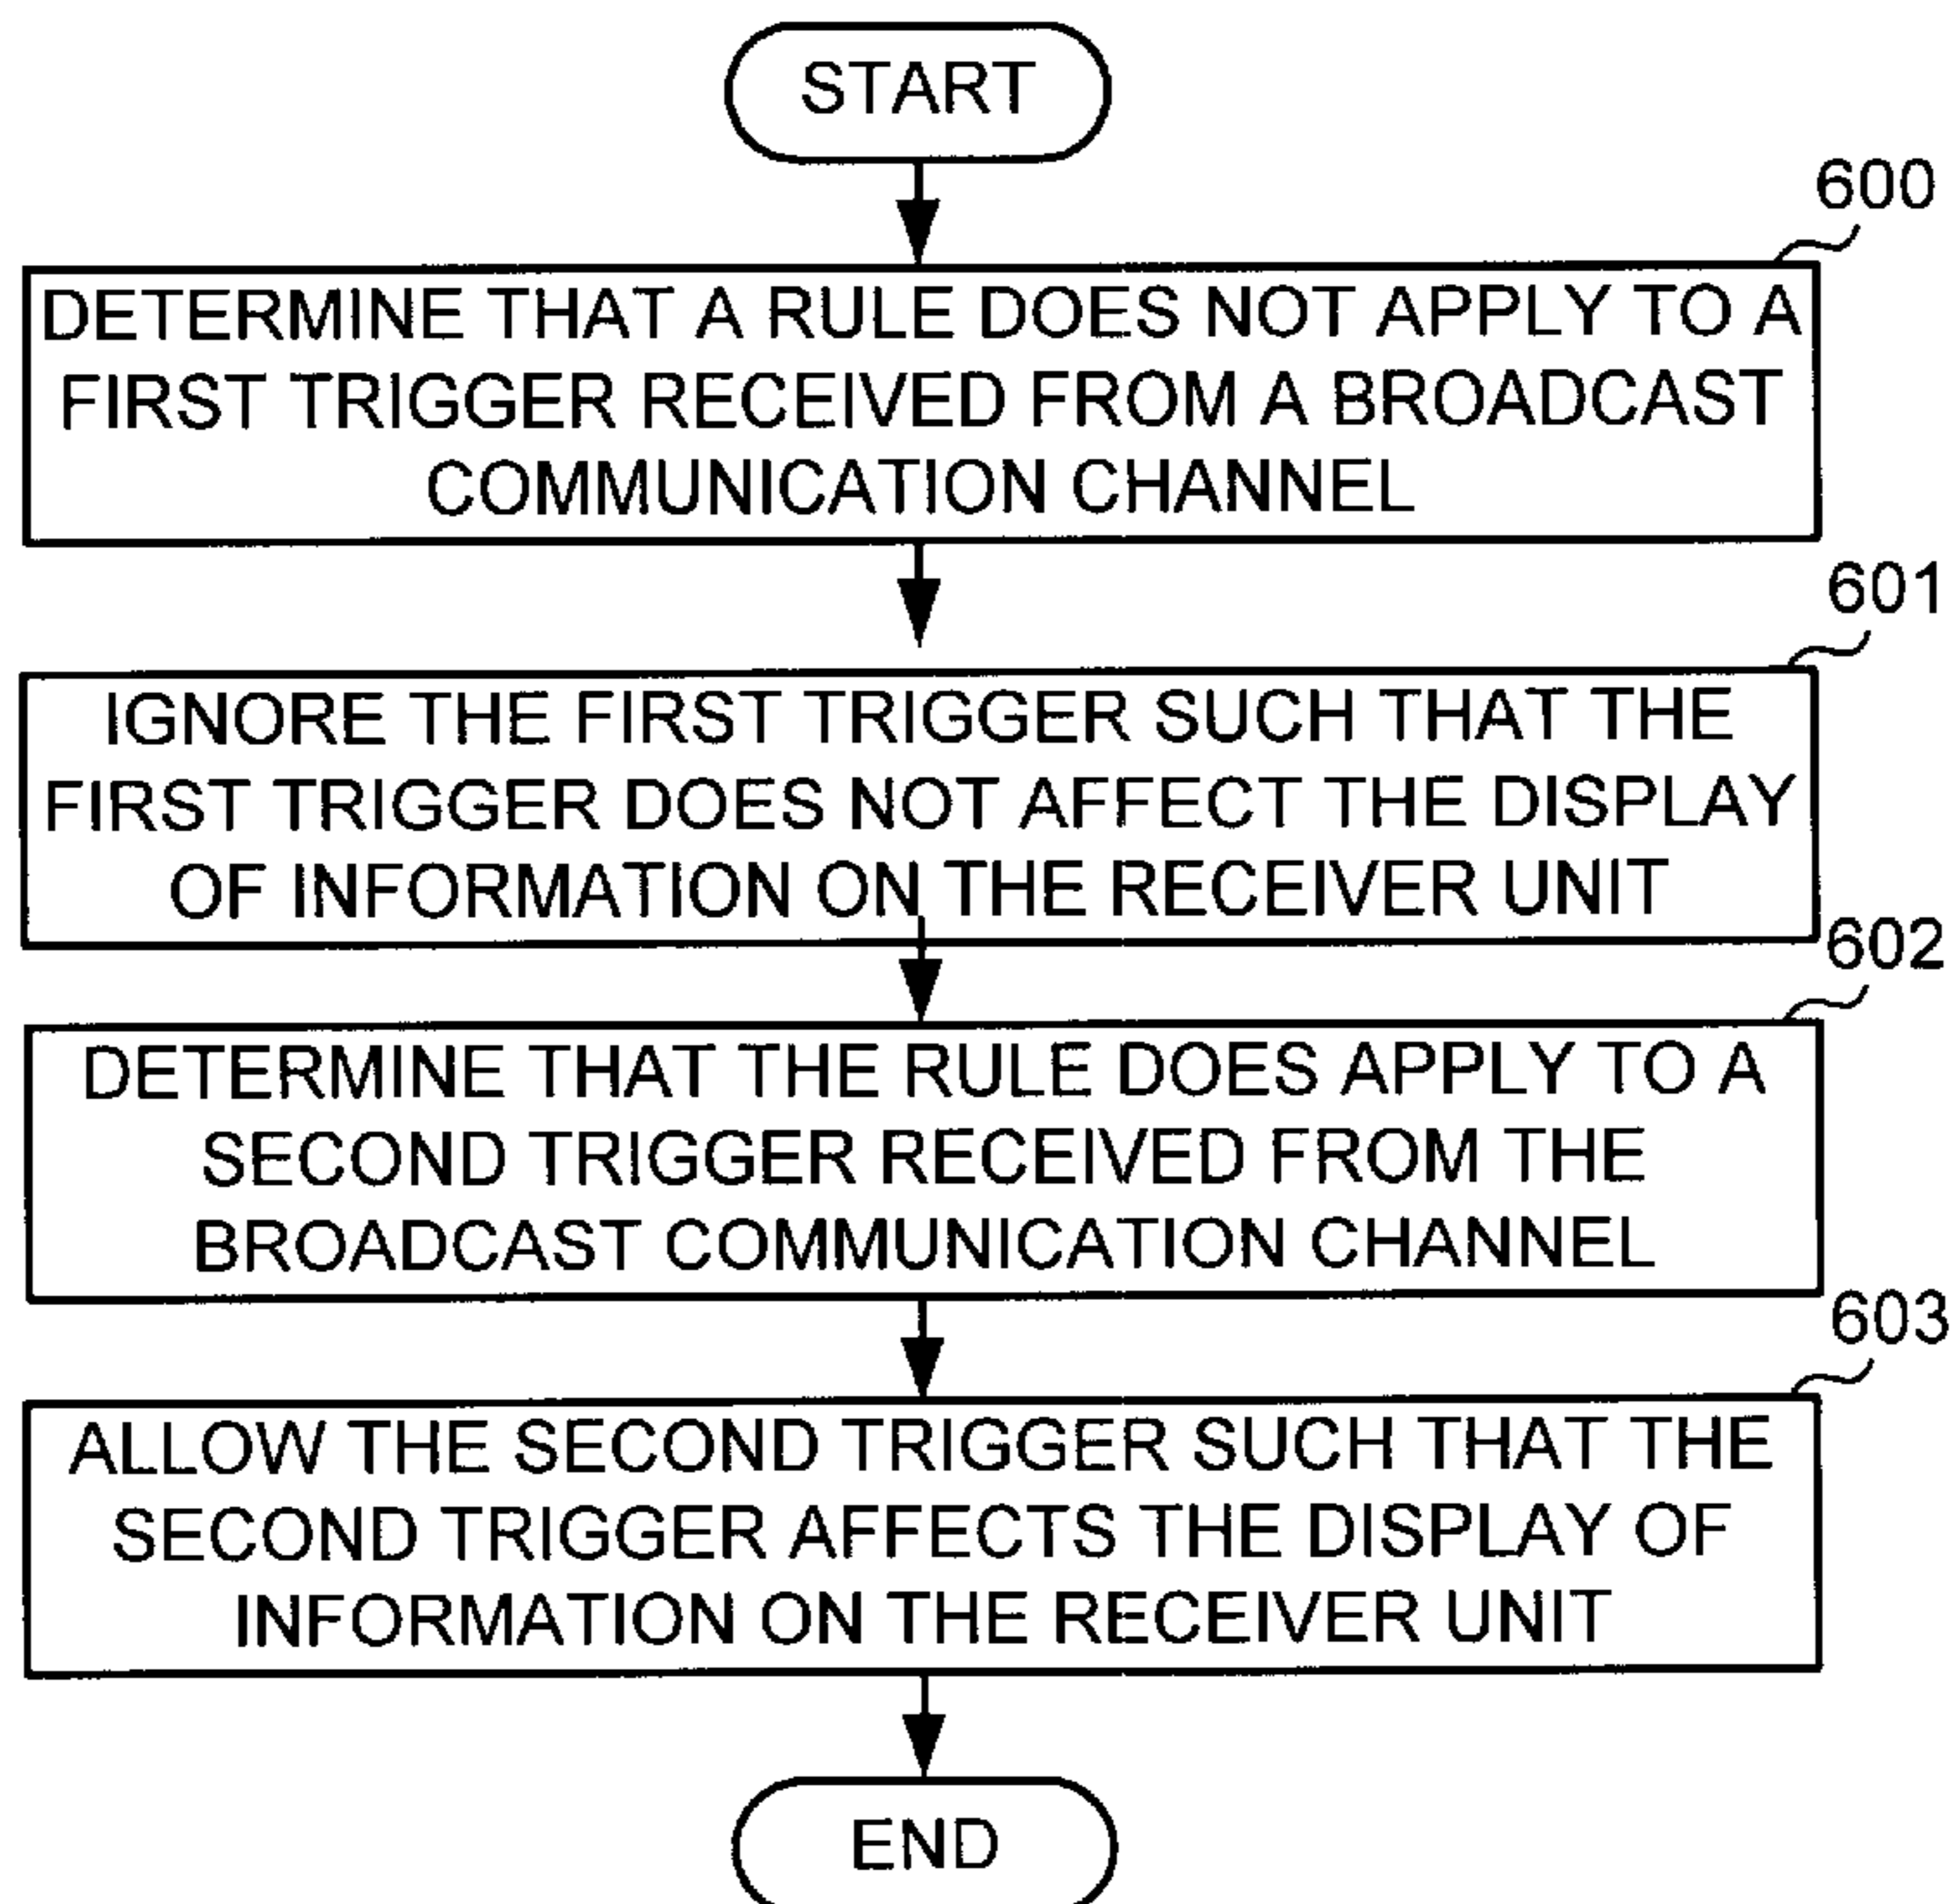 START
600
DETERMINE THAT A RULE DOES NOT APPLY TO A
FIRST TRIGGER RECEIVED FROM A BROADCAST
COMMUNICATION CHANNEL
601
IGNORE THE FIRST TRIGGER SUCH THAT THE
FIRST TRIGGER DOES NOT AFFECT THE DISPLAY
OF INFORMATION ON THE RECEIVER UNIT
602
DETERMINE THAT THE RULE DOES APPLY TO A
SECOND TRIGGER RECEIVED FROM THE
BROADCAST COMMUNICATION CHANNEL
603
ALLOW THE SECOND TRIGGER SUCH THAT THE
SECOND TRIGGER AFFECTS THE DISPLAY OF
INFORMATION ON THE RECEIVER UNIT
END